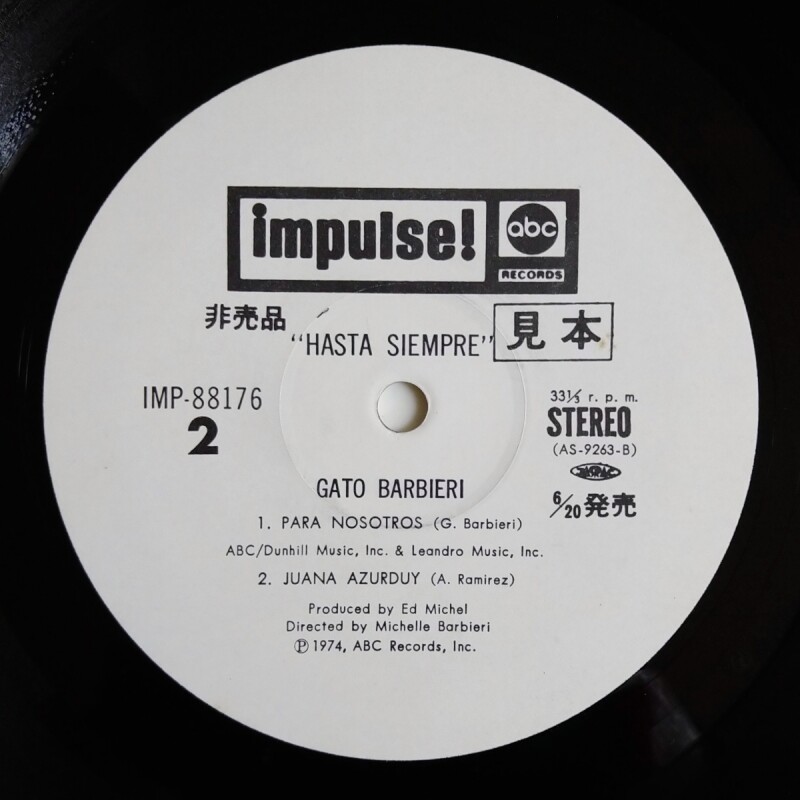 impulse!
abc
RECORDS
非売品
"HASTA SIEMPRE"
見本
IMP-88176
2
33⅓ r. p. m.
STEREO
(AS-9263-B)
6/20発売
GATO BARBIERI
1. PARA NOSOTROS (G. Barbieri)
ABC/Dunhill Music, Inc. & Leandro Music, Inc.
2. JUANA AZURDUY (A. Ramirez)
Produced by Ed Michel
Directed by Michelle Barbieri
Ⓟ 1974, ABC Records, Inc.